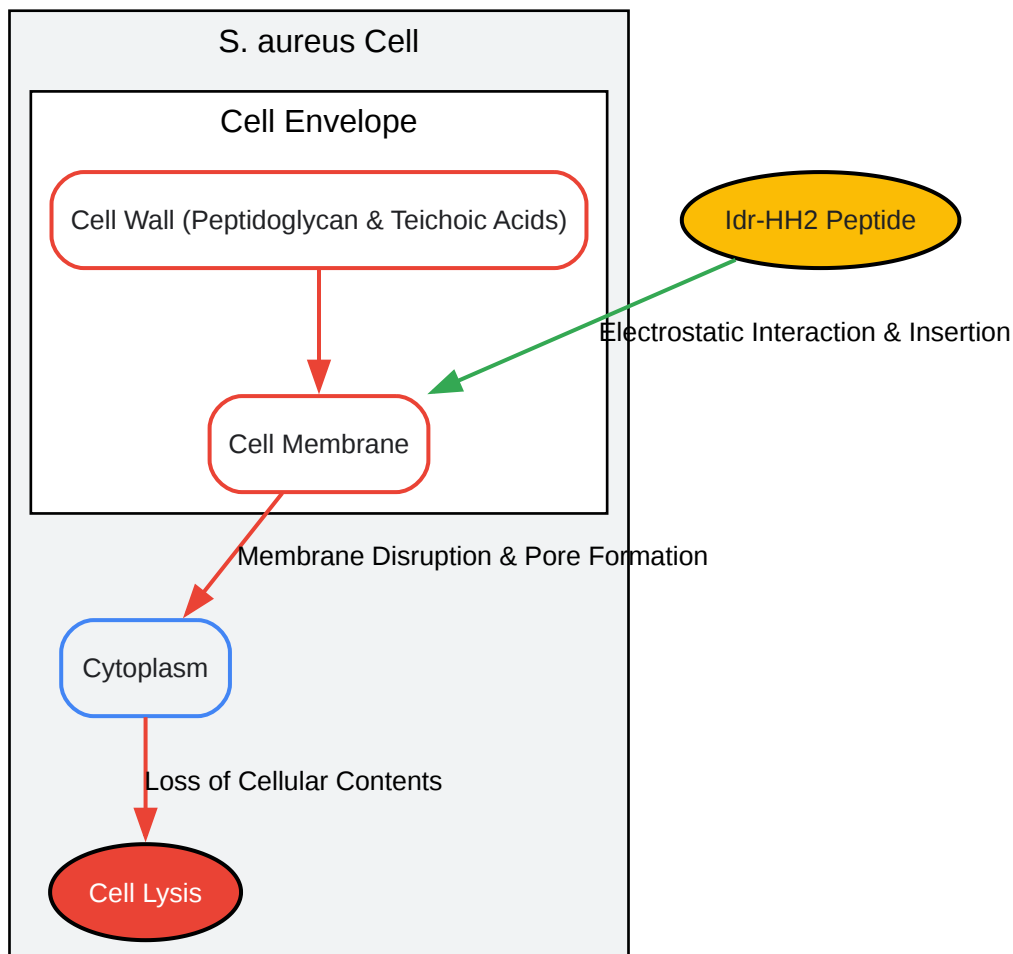 S. aureus Cell
Cell Envelope
Cell Wall (Peptidoglycan & Teichoic Acids)
Idr-HH2 Peptide
Electrostatic Interaction & Insertion
Cell Membrane
Membrane Disruption & Pore Formation
Cytoplasm
Loss of Cellular Contents
Cell Lysis